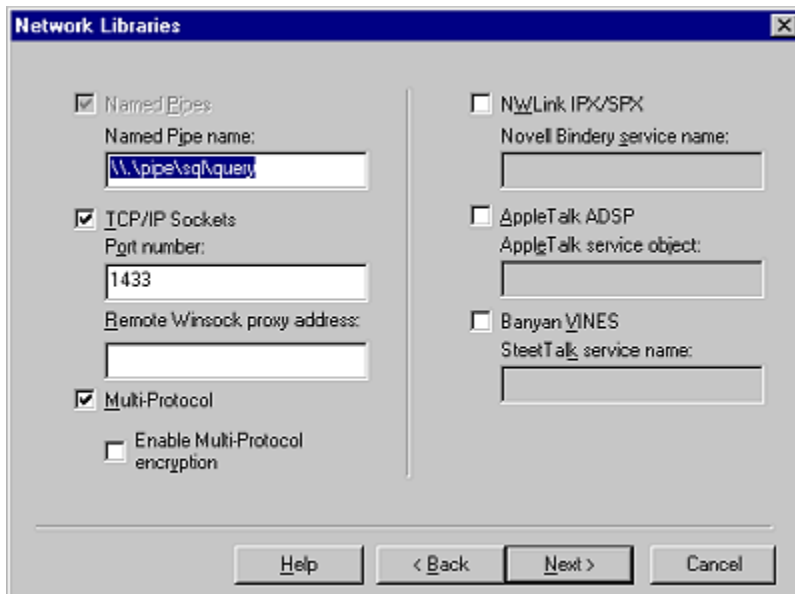 Network Libraries
Named Pipes
Named Pipe name:
\\.\pipe\sql\query
TCP/IP Sockets
Port number:
1433
Remote Winsock proxy address:
Multi-Protocol
Enable Multi-Protocol
encryption
NWLink IPX/SPX
Novell Bindery service name:
AppleTalk ADSP
AppleTalk service object:
Banyan VINES
SteetTalk service name:
Help
< Back
Next >
Cancel